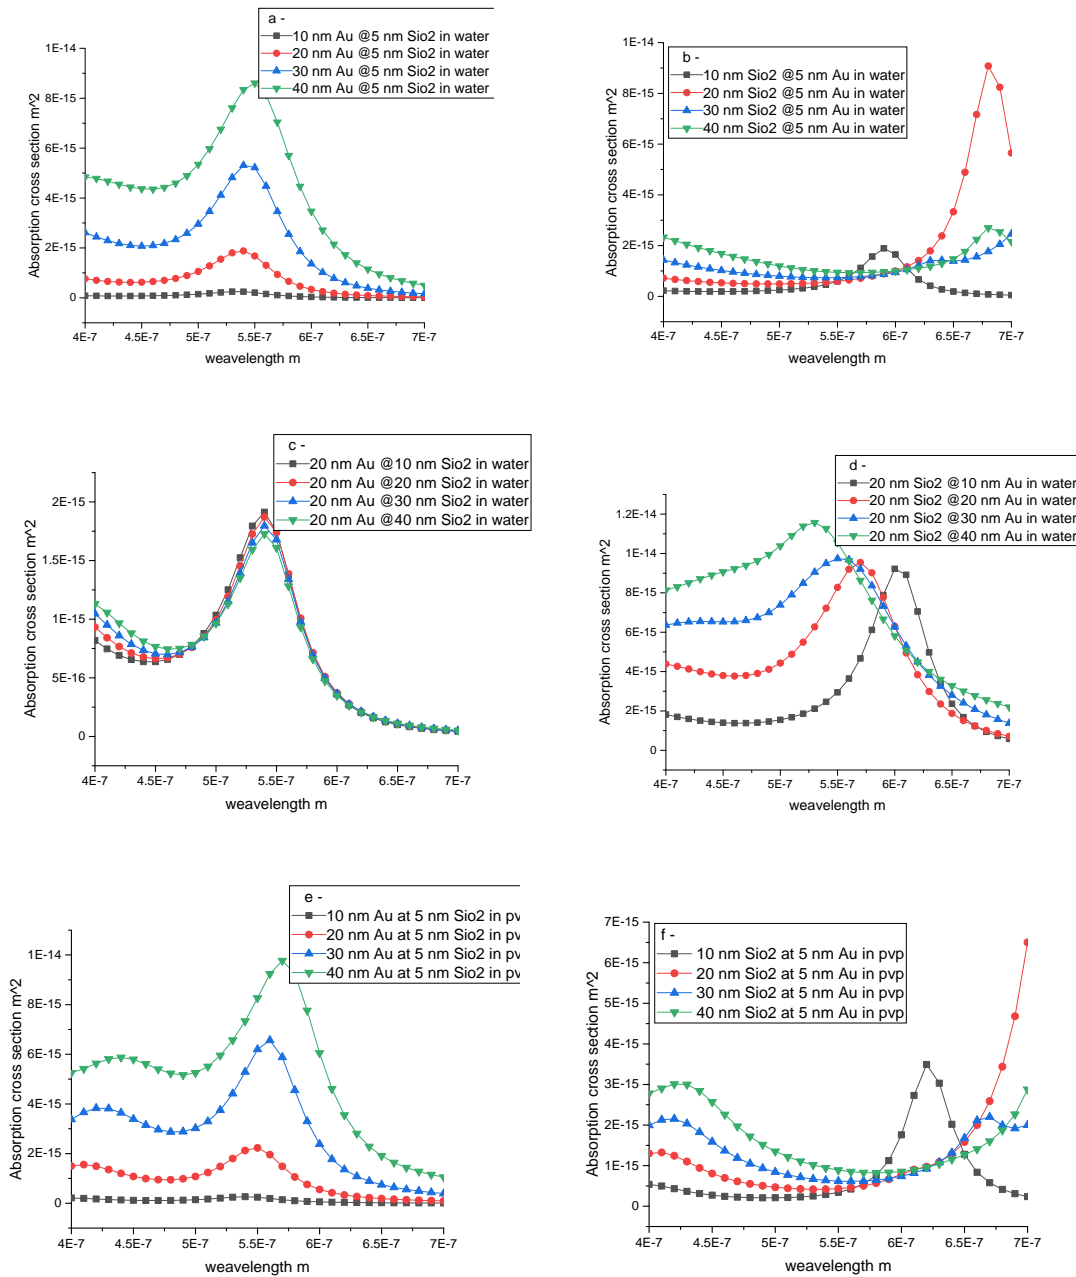 a -
10 nm Au @5 nm Sio2 in water
20 nm Au @5 nm Sio2 in water
30 nm Au @5 nm Sio2 in water
40 nm Au @5 nm Sio2 in water
Absorption cross section m^2
1E-14
8E-15
6E-15
4E-15
2E-15
0
4E-7 4.5E-7 5E-7 5.5E-7 6E-7 6.5E-7 7E-7
weavelength m
b -
10 nm Sio2 @5 nm Au in water
20 nm Sio2 @5 nm Au in water
30 nm Sio2 @5 nm Au in water
40 nm Sio2 @5 nm Au in water
Absorption cross section m^2
1E-14
8E-15
6E-15
4E-15
2E-15
0
4E-7 4.5E-7 5E-7 5.5E-7 6E-7 6.5E-7 7E-7
weavelength m
c -
20 nm Au @10 nm Sio2 in water
20 nm Au @20 nm Sio2 in water
20 nm Au @30 nm Sio2 in water
20 nm Au @40 nm Sio2 in water
Absorption cross section m^2
2E-15
1.5E-15
1E-15
5E-16
0
4E-7 4.5E-7 5E-7 5.5E-7 6E-7 6.5E-7 7E-7
weavelength m
d -
20 nm Sio2 @10 nm Au in water
20 nm Sio2 @20 nm Au in water
20 nm Sio2 @30 nm Au in water
20 nm Sio2 @40 nm Au in water
Absorption cross section m^2
1.2E-14
1E-14
8E-15
6E-15
4E-15
2E-15
0
4E-7 4.5E-7 5E-7 5.5E-7 6E-7 6.5E-7 7E-7
weavelength m
e -
10 nm Au at 5 nm Sio2 in pv
20 nm Au at 5 nm Sio2 in pv
30 nm Au at 5 nm Sio2 in pv
40 nm Au at 5 nm Sio2 in pv
Absorption cross section m^2
1E-14
8E-15
6E-15
4E-15
2E-15
0
4E-7 4.5E-7 5E-7 5.5E-7 6E-7 6.5E-7 7E-7
weavelength m
f -
10 nm Sio2 at 5 nm Au in pvp
20 nm Sio2 at 5 nm Au in pvp
30 nm Sio2 at 5 nm Au in pvp
40 nm Sio2 at 5 nm Au in pvp
Absorption cross section m^2
7E-15
6E-15
5E-15
4E-15
3E-15
2E-15
1E-15
0
4E-7 4.5E-7 5E-7 5.5E-7 6E-7 6.5E-7 7E-7
weavelength m